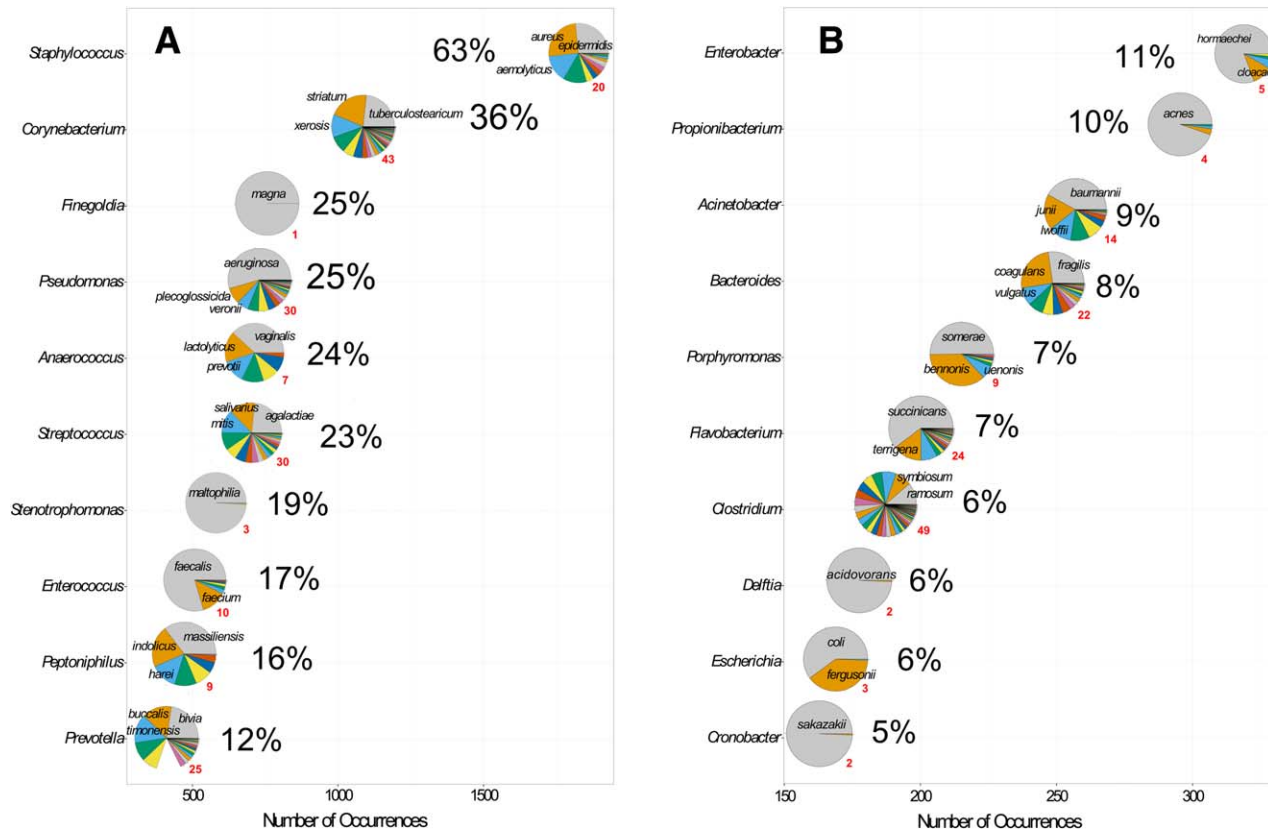 A
Staphylococcus
63%
aureus
epidermidis
aemolyticus
20
Corynebacterium
striatum
tuberculostearicum
xerosis
36%
43
Finegoldia
magna
25%
1
Pseudomonas
aeruginosa
plecoglossicida
veronii
25%
30
Anaerococcus
vaginalis
lactolyticus
prevotii
24%
7
Streptococcus
salivarius
agalactiae
mitis
23%
30
Stenotrophomonas
maltophilia
19%
3
Enterococcus
faecalis
faecium
17%
10
Peptoniphilus
massiliensis
indolicus
harei
16%
9
Prevotella
buccalis
bivia
timonensis
12%
25
500 1000 1500
Number of Occurrences
B
Enterobacter
11%
hormaechei
cloacae
5
Propionibacterium
10%
acnes
4
Acinetobacter
baumannii
junii
lwoffii
9%
14
Bacteroides
coagulans
fragilis
vulgatus
8%
22
Porphyromonas
somerae
bennonis
uenonis
7%
9
Flavobacterium
succinicans
terrigena
7%
24
Clostridium
symbiosum
ramosum
6%
49
Delftia
acidovorans
6%
2
Escherichia
coli
fergusonii
6%
3
Cronobacter
sakazakii
5%
2
150 200 250 300
Number of Occurrences